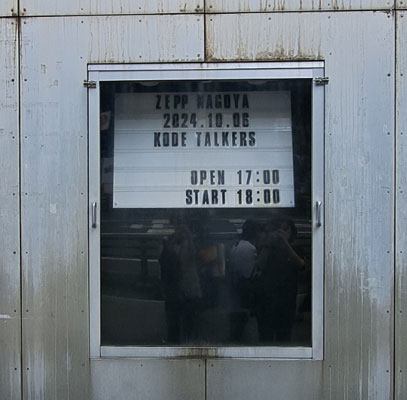 ZEPP NAGOYA
2024.10.06
KODE TALKERS
OPEN 17:00
START 18:00